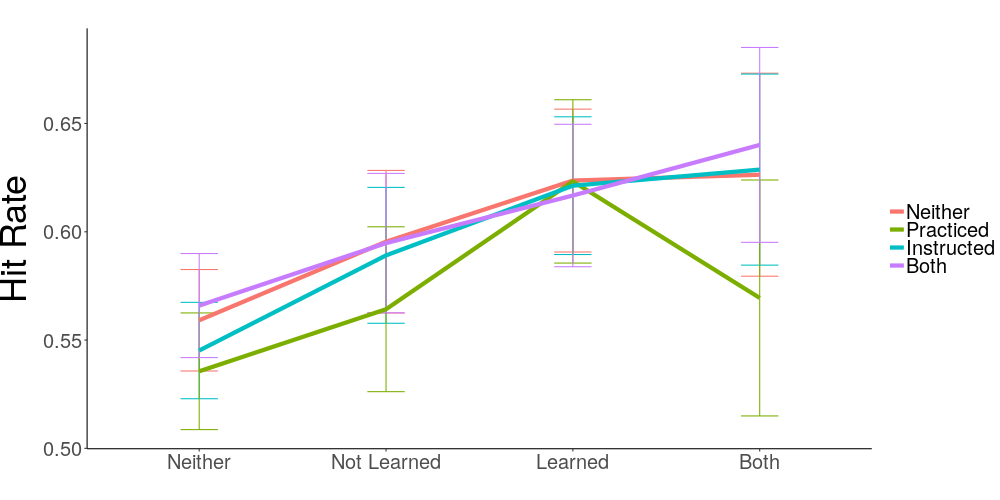 Hit Rate
0.65
0.60
0.55
0.50
Neither
Not Learned
Learned
Both
Neither
Practiced
Instructed
Both